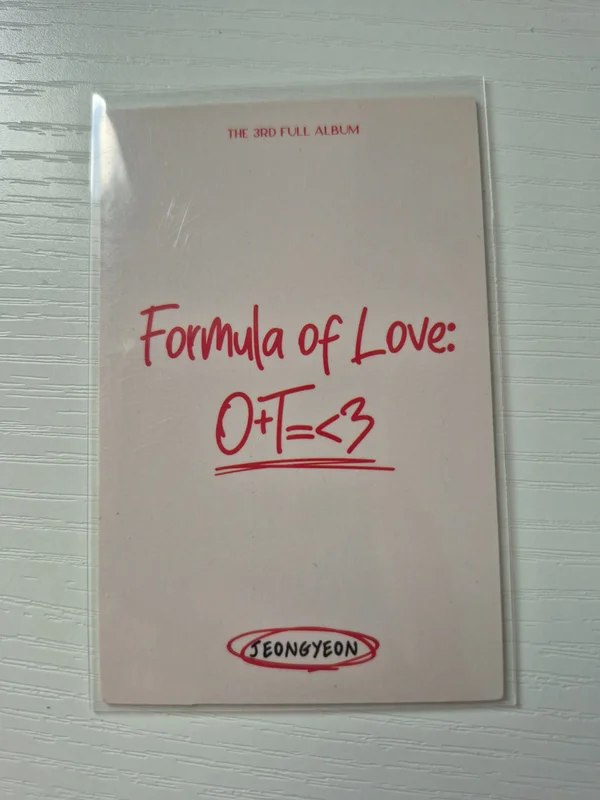 THE 3RD FULL ALBUM
Formula of Love:
O+T=<3
JEONGYEON